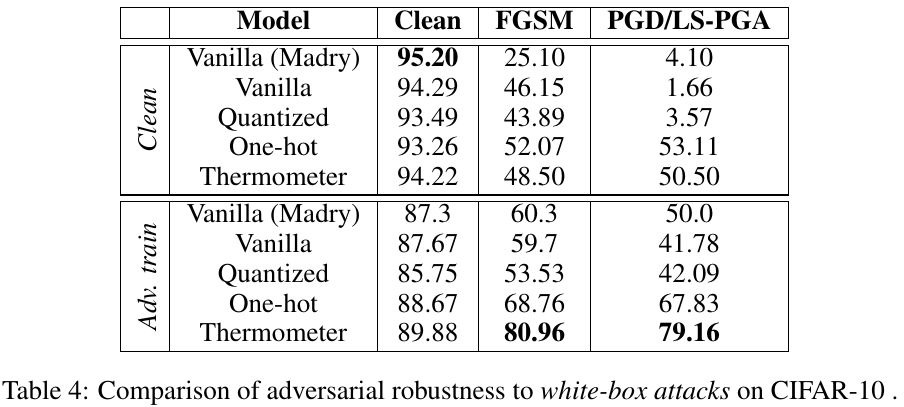 Model Clean FGSM PGD/LS-PGA
Clean
Vanilla (Madry) 95.20 25.10 4.10
Vanilla 94.29 46.15 1.66
Quantized 93.49 43.89 3.57
One-hot 93.26 52.07 53.11
Thermometer 94.22 48.50 50.50
Adv. train
Vanilla (Madry) 87.3 60.3 50.0
Vanilla 87.67 59.7 41.78
Quantized 85.75 53.53 42.09
One-hot 88.67 68.76 67.83
Thermometer 89.88 80.96 79.16
Table 4: Comparison of adversarial robustness to white-box attacks on CIFAR-10 .